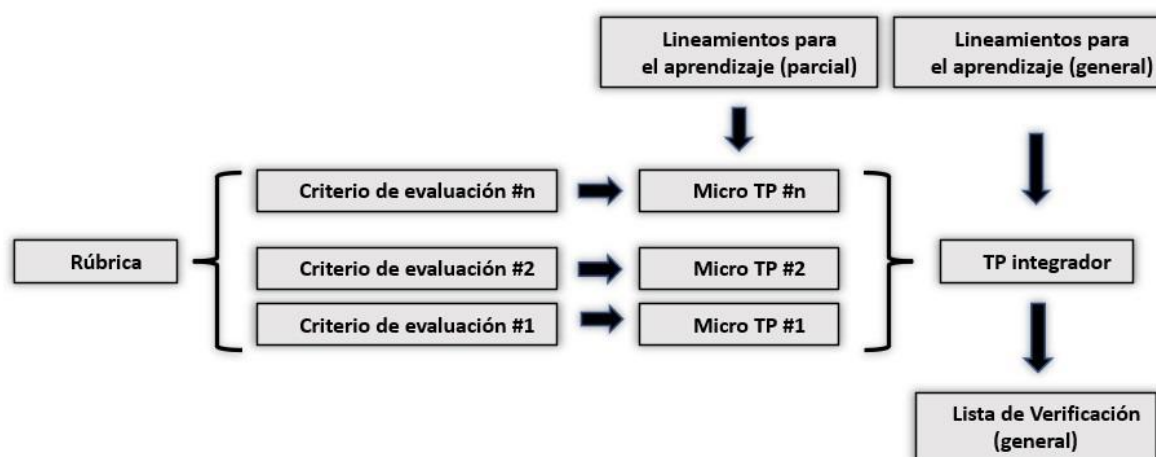 Lineamientos para
el aprendizaje (parcial)
Lineamientos para
el aprendizaje (general)
Criterio de evaluación #n
Micro TP #n
Rúbrica
Criterio de evaluación #2
Micro TP #2
TP integrador
Criterio de evaluación #1
Micro TP #1
Lista de Verificación
(general)